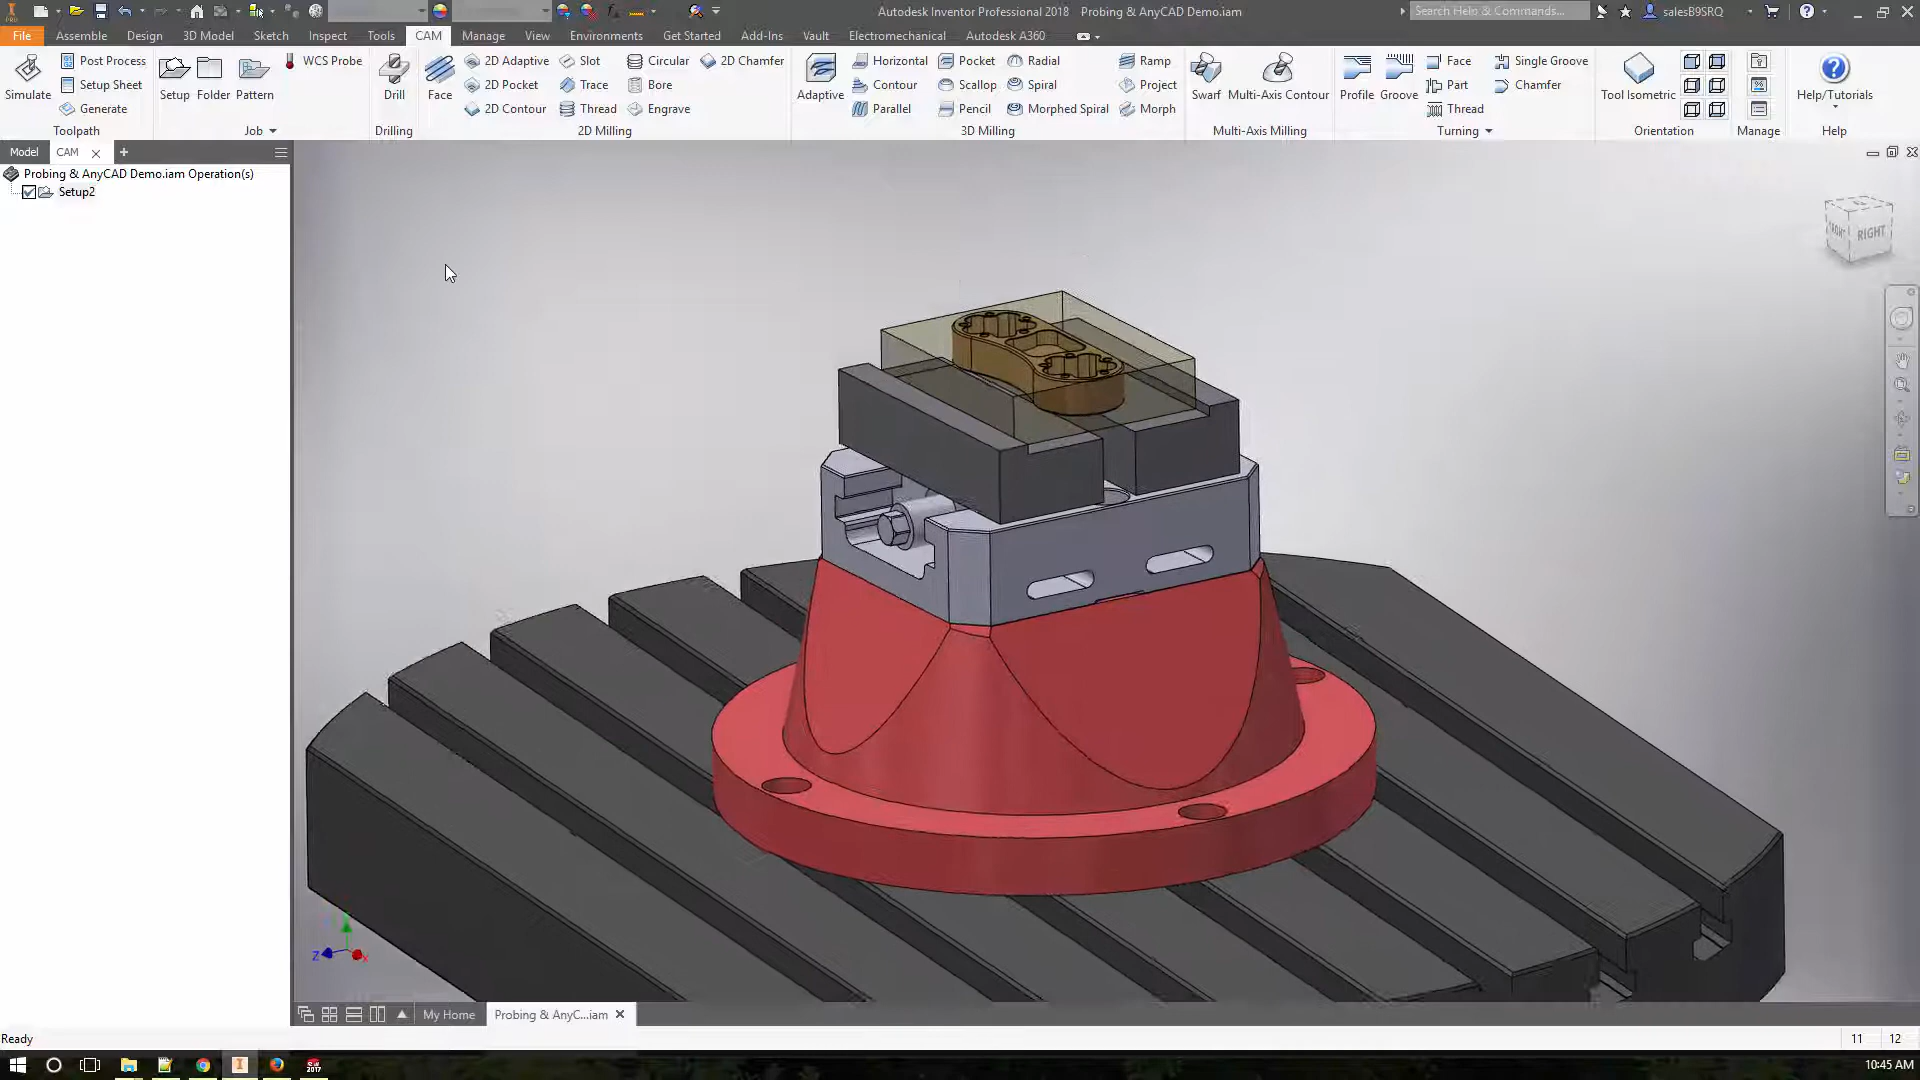 Autodesk Inventor Professional 2018 Probing & AnyCAD Demo.iam Search Help & Commands... salesB9SRQ
File Assemble Design 3D Model Sketch Inspect Tools CAM Manage View Environments Get Started Add-Ins Vault Electromechanical Autodesk A360
Post Process WCS Probe 2D Adaptive Slot Circular 2D Chamfer Horizontal Pocket Radial Ramp Face Single Groove
Setup Sheet 2D Pocket Trace Bore Contour Scallop Spiral Project Part Chamfer
Simulate Setup Folder Pattern Drill Face Adaptive Swarf Multi-Axis Contour Profile Groove Tool Isometric Help/Tutorials
Generate 2D Contour Thread Engrave Parallel Pencil Morphed Spiral Morph Thread
Toolpath Job Drilling 2D Milling 3D Milling Multi-Axis Milling Turning Orientation Manage Help
Model CAM
Probing & AnyCAD Demo.iam Operation(s)
Setup2
RIGHT
Z
My Home Probing & AnyC...iam
Ready 11 12
10:45 AM